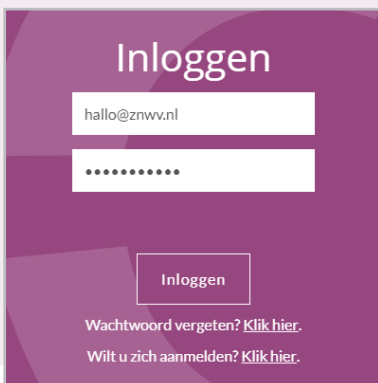 Inloggen
hallo@znwv.nl
•••••••••••
Inloggen
Wachtwoord vergeten? Klik hier.
Wilt u zich aanmelden? Klik hier.